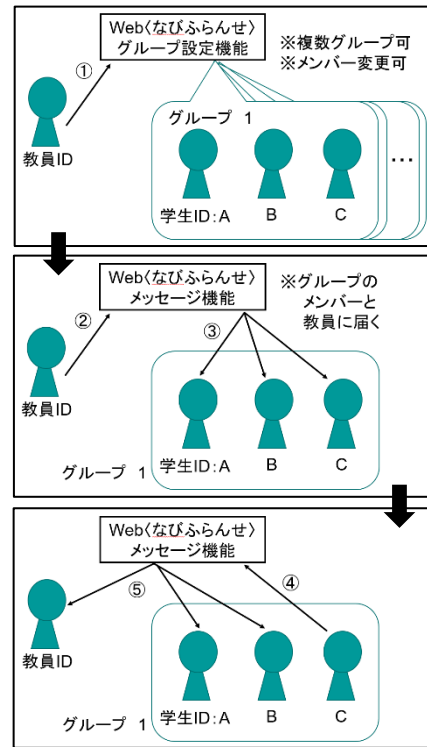 Web〈なびふらんせ〉
グループ設定機能
※複数グループ可
※メンバー変更可
①
グループ 1
…
教員ID
学生ID:A B C
Web〈なびふらんせ〉
メッセージ機能
※グループの
メンバーと
教員に届く
②
③
教員ID
学生ID:A B C
グループ 1
Web〈なびふらんせ〉
メッセージ機能
④
⑤
教員ID
学生ID:A B C
グループ 1